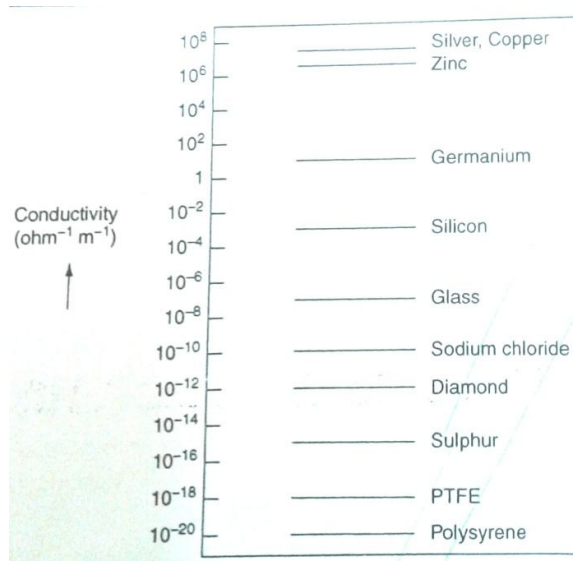 10⁸
Silver, Copper
10⁶
Zinc
10⁴
10²
Germanium
1
Conductivity
(ohm⁻¹ m⁻¹)
10⁻²
Silicon
10⁻⁴
10⁻⁶
Glass
10⁻⁸
10⁻¹⁰
Sodium chloride
10⁻¹²
Diamond
10⁻¹⁴
Sulphur
10⁻¹⁶
10⁻¹⁸
PTFE
10⁻²⁰
Polysyrene